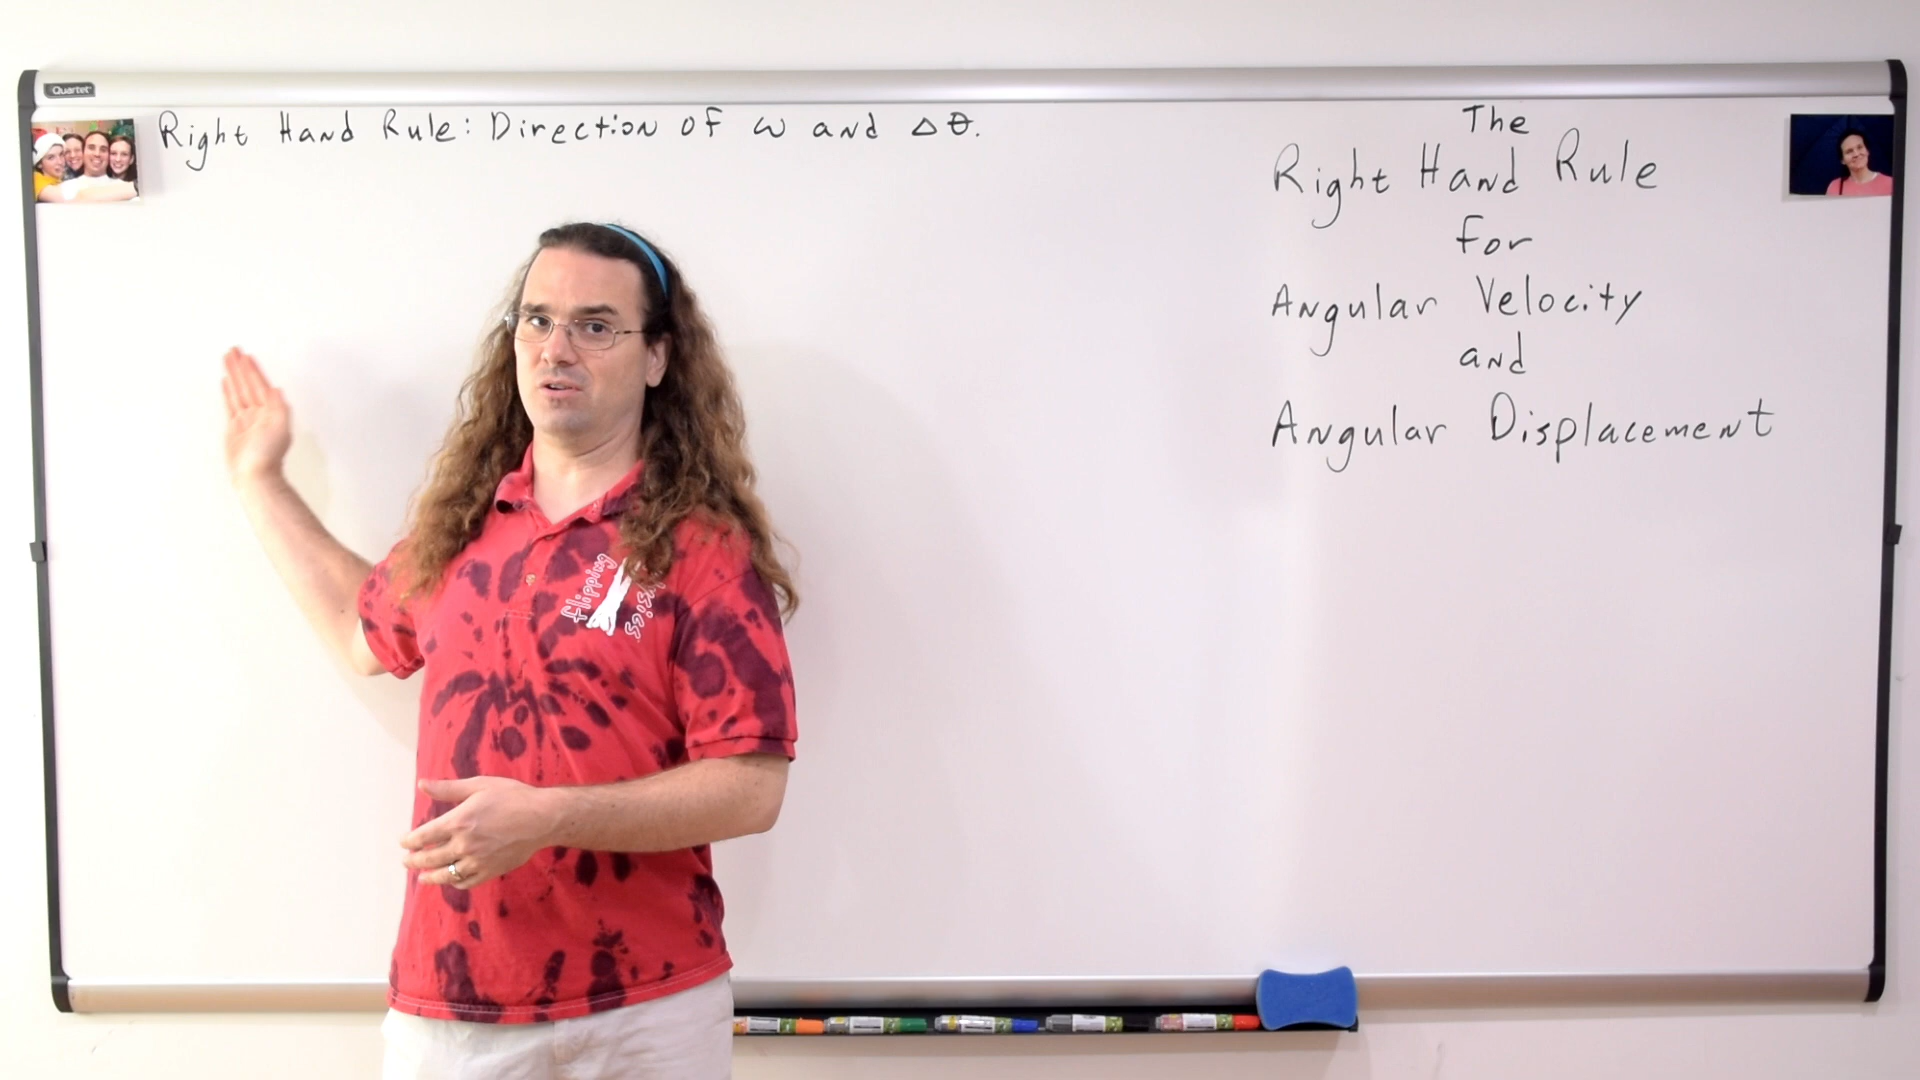 Quartet
Right Hand Rule: Direction of ω and Δθ.
The
Right Hand Rule
for
Angular Velocity
and
Angular Displacement
flipping